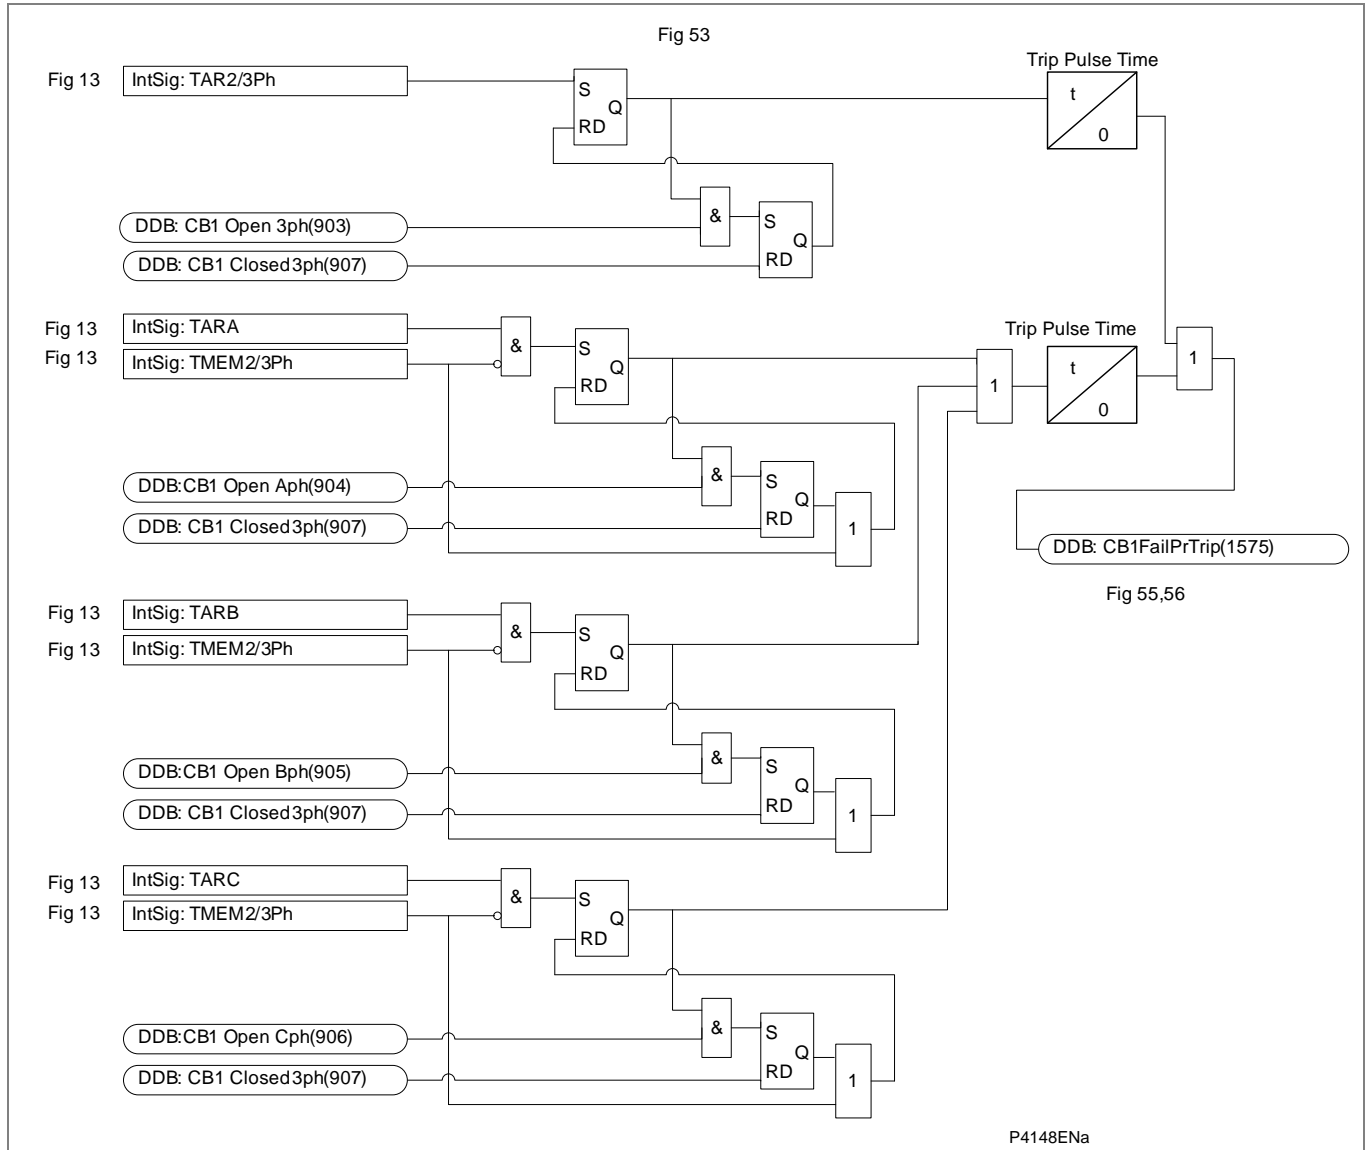 Fig 53
Trip Pulse Time
Fig 13 IntSig: TAR2/3Ph
S
Q
RD
t
0
DDB: CB1 Open 3ph(903)
&
S
Q
RD
DDB: CB1 Closed3ph(907)
Fig 13 IntSig: TARA
Fig 13 IntSig: TMEM2/3Ph
&
S
Q
RD
1
Trip Pulse Time
t
0
1
DDB:CB1 Open Aph(904)
&
S
Q
RD
DDB: CB1 Closed3ph(907)
1
DDB: CB1FailPrTrip(1575)
Fig 55,56
Fig 13 IntSig: TARB
Fig 13 IntSig: TMEM2/3Ph
&
S
Q
RD
DDB:CB1 Open Bph(905)
&
S
Q
RD
DDB: CB1 Closed3ph(907)
1
Fig 13 IntSig: TARC
Fig 13 IntSig: TMEM2/3Ph
&
S
Q
RD
DDB:CB1 Open Cph(906)
&
S
Q
RD
DDB: CB1 Closed3ph(907)
1
P4148ENa